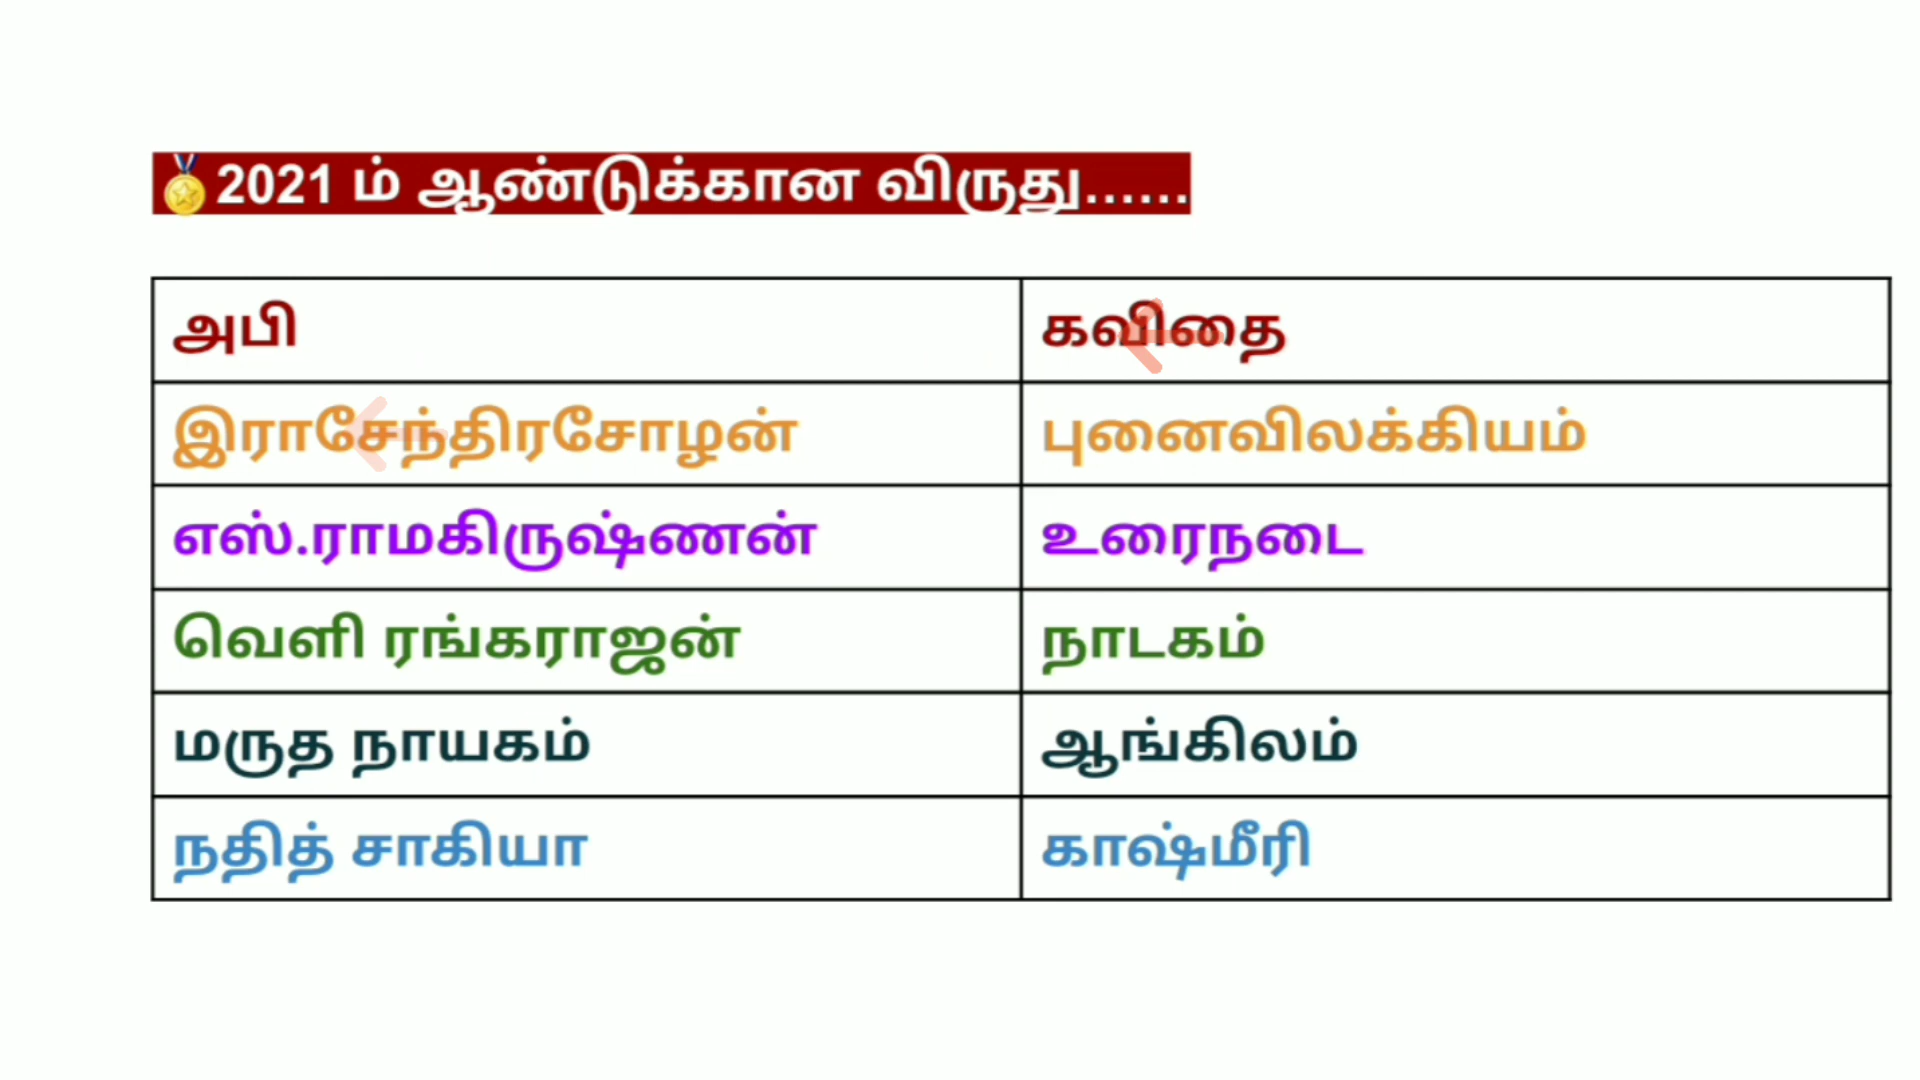 🏅2021 ம் ஆண்டுக்கான விருது......
அபி கவிதை
இராசேந்திரசோழன் புனைவிலக்கியம்
எஸ்.ராமகிருஷ்ணன் உரைநடை
வெளி ரங்கராஜன் நாடகம்
மருத நாயகம் ஆங்கிலம்
நதித் சாகியா காஷ்மீரி